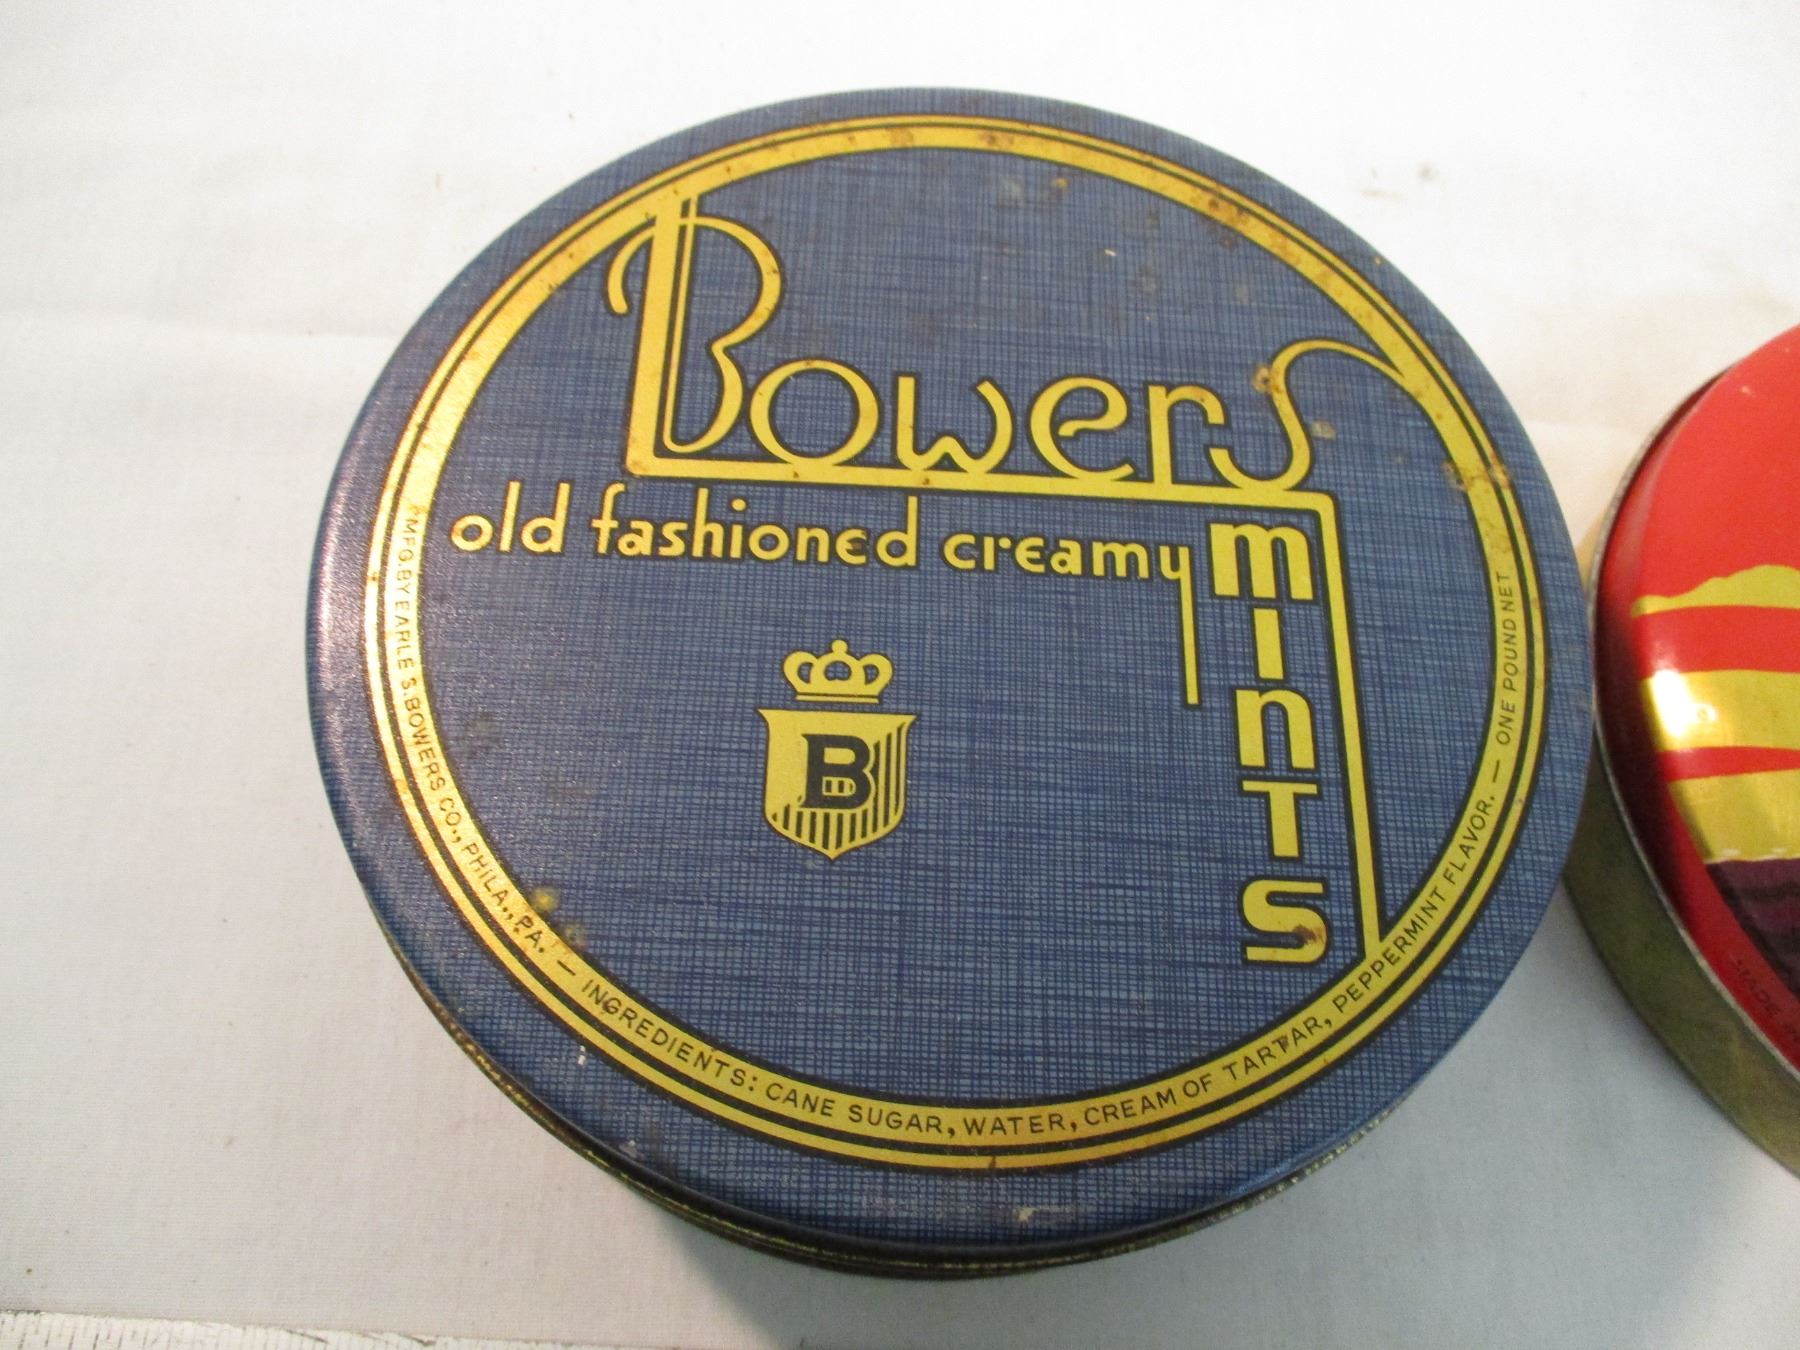 Bowers
old fashioned creamy
mints
B
MFG. BY EARLE S. BOWERS CO., PHILA., PA. — INGREDIENTS: CANE SUGAR, WATER, CREAM OF TARTAR, PEPPERMINT FLAVOR. — ONE POUND NET
MADE